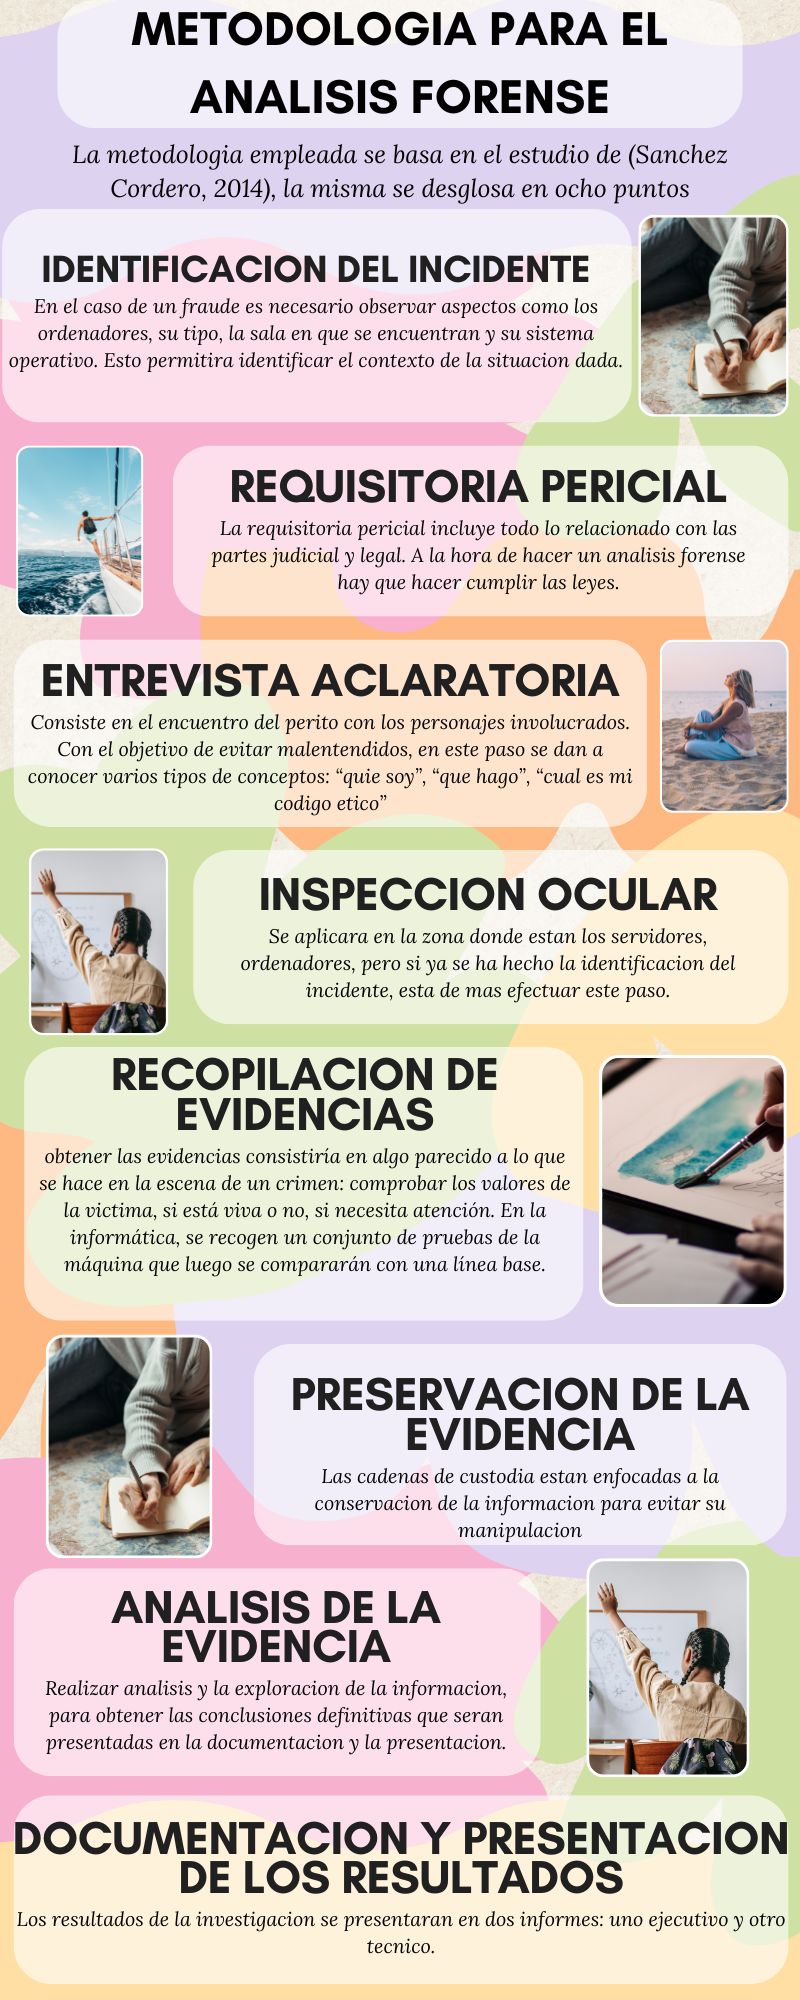 METODOLOGIA PARA EL
ANALISIS FORENSE
La metodologia empleada se basa en el estudio de (Sanchez
Cordero, 2014), la misma se desglosa en ocho puntos
IDENTIFICACION DEL INCIDENTE
En el caso de un fraude es necesario observar aspectos como los
ordenadores, su tipo, la sala en que se encuentran y su sistema
operativo. Esto permitira identificar el contexto de la situacion dada.
REQUISITORIA PERICIAL
La requisitoria pericial incluye todo lo relacionado con las
partes judicial y legal. A la hora de hacer un analisis forense
hay que hacer cumplir las leyes.
ENTREVISTA ACLARATORIA
Consiste en el encuentro del perito con los personajes involucrados.
Con el objetivo de evitar malentendidos, en este paso se dan a
conocer varios tipos de conceptos: “quie soy”, “que hago”, “cual es mi
codigo etico”
INSPECCION OCULAR
Se aplicara en la zona donde estan los servidores,
ordenadores, pero si ya se ha hecho la identificacion del
incidente, esta de mas efectuar este paso.
RECOPILACION DE
EVIDENCIAS
obtener las evidencias consistiría en algo parecido a lo que
se hace en la escena de un crimen: comprobar los valores de
la victima, si está viva o no, si necesita atención. En la
informática, se recogen un conjunto de pruebas de la
máquina que luego se compararán con una línea base.
PRESERVACION DE LA
EVIDENCIA
Las cadenas de custodia estan enfocadas a la
conservacion de la informacion para evitar su
manipulacion
ANALISIS DE LA
EVIDENCIA
Realizar analisis y la exploracion de la informacion,
para obtener las conclusiones definitivas que seran
presentadas en la documentacion y la presentacion.
DOCUMENTACION Y PRESENTACION
DE LOS RESULTADOS
Los resultados de la investigacion se presentaran en dos informes: uno ejecutivo y otro
tecnico.